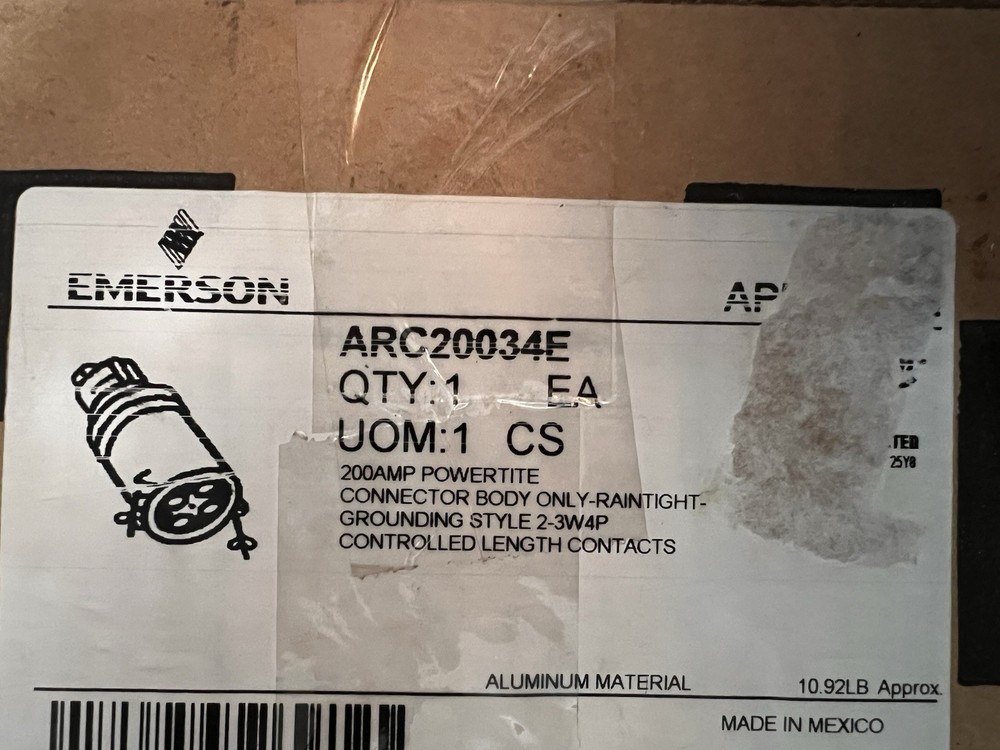 EMERSON
ARC20034E
QTY:1 EA
UOM:1 CS
200AMP POWERTITE
CONNECTOR BODY ONLY-RAINTIGHT-
GROUNDING STYLE 2-3W4P
CONTROLLED LENGTH CONTACTS
25Y8
ALUMINUM MATERIAL
10.92LB Approx.
MADE IN MEXICO